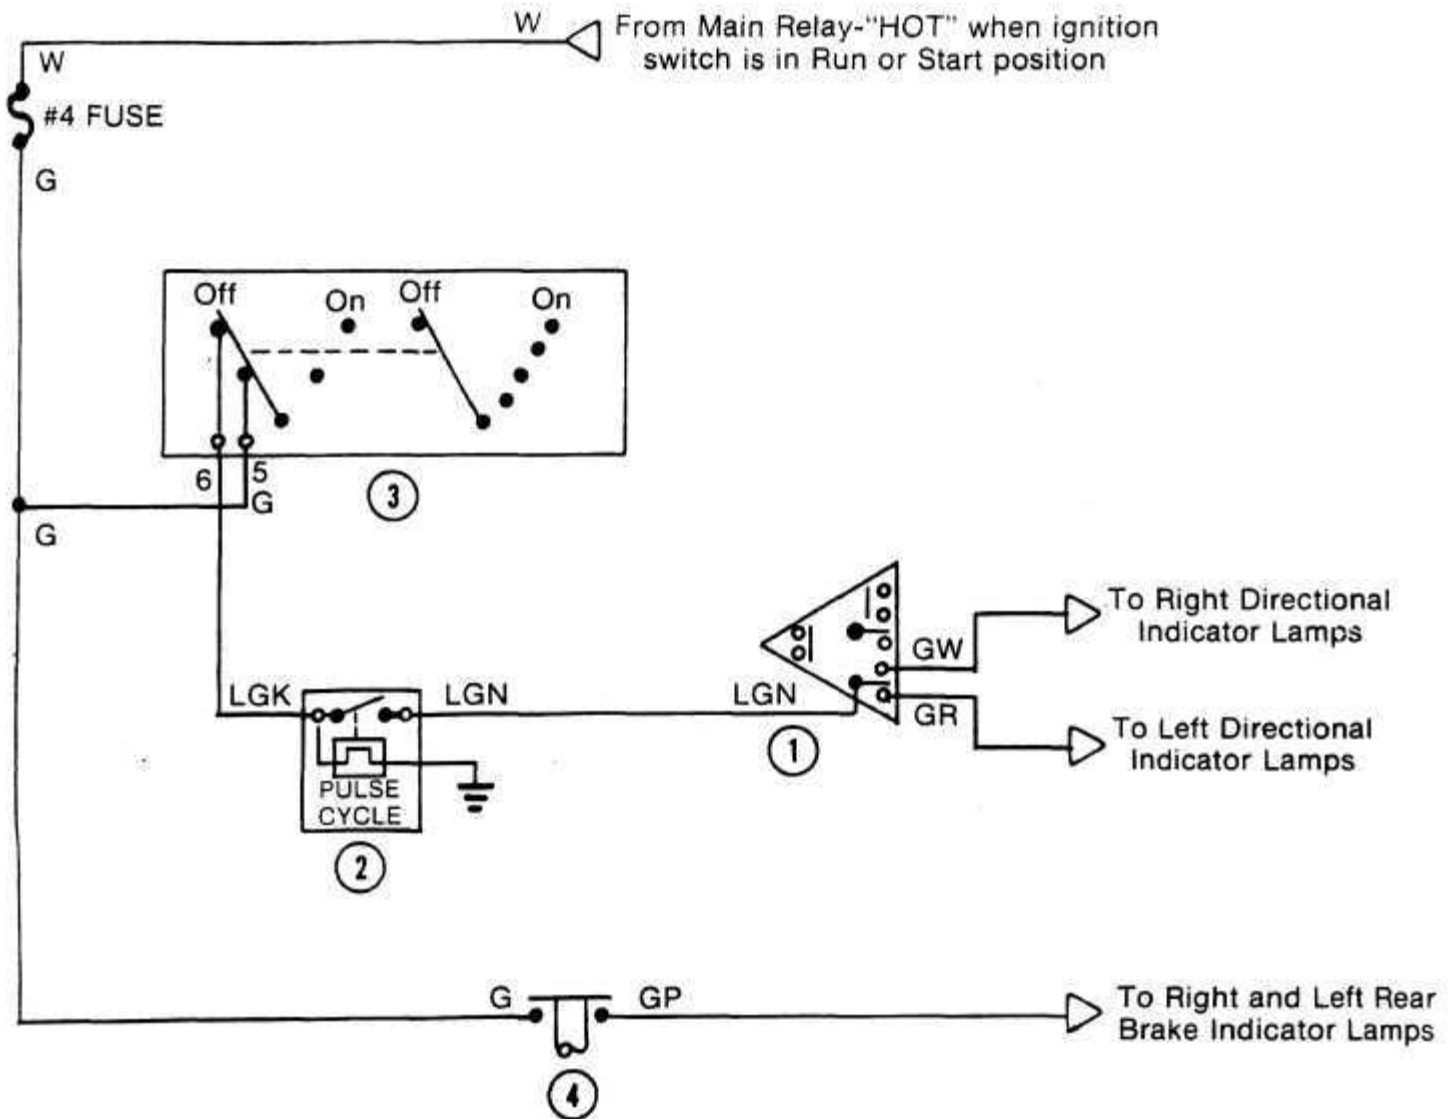 W
From Main Relay-"HOT" when ignition
switch is in Run or Start position
W
#4 FUSE
G
Off
On
Off
On
6
5
G
3
G
To Right Directional
Indicator Lamps
GW
LGK
LGN
LGN
GR
1
To Left Directional
Indicator Lamps
PULSE
CYCLE
2
G
GP
To Right and Left Rear
Brake Indicator Lamps
4